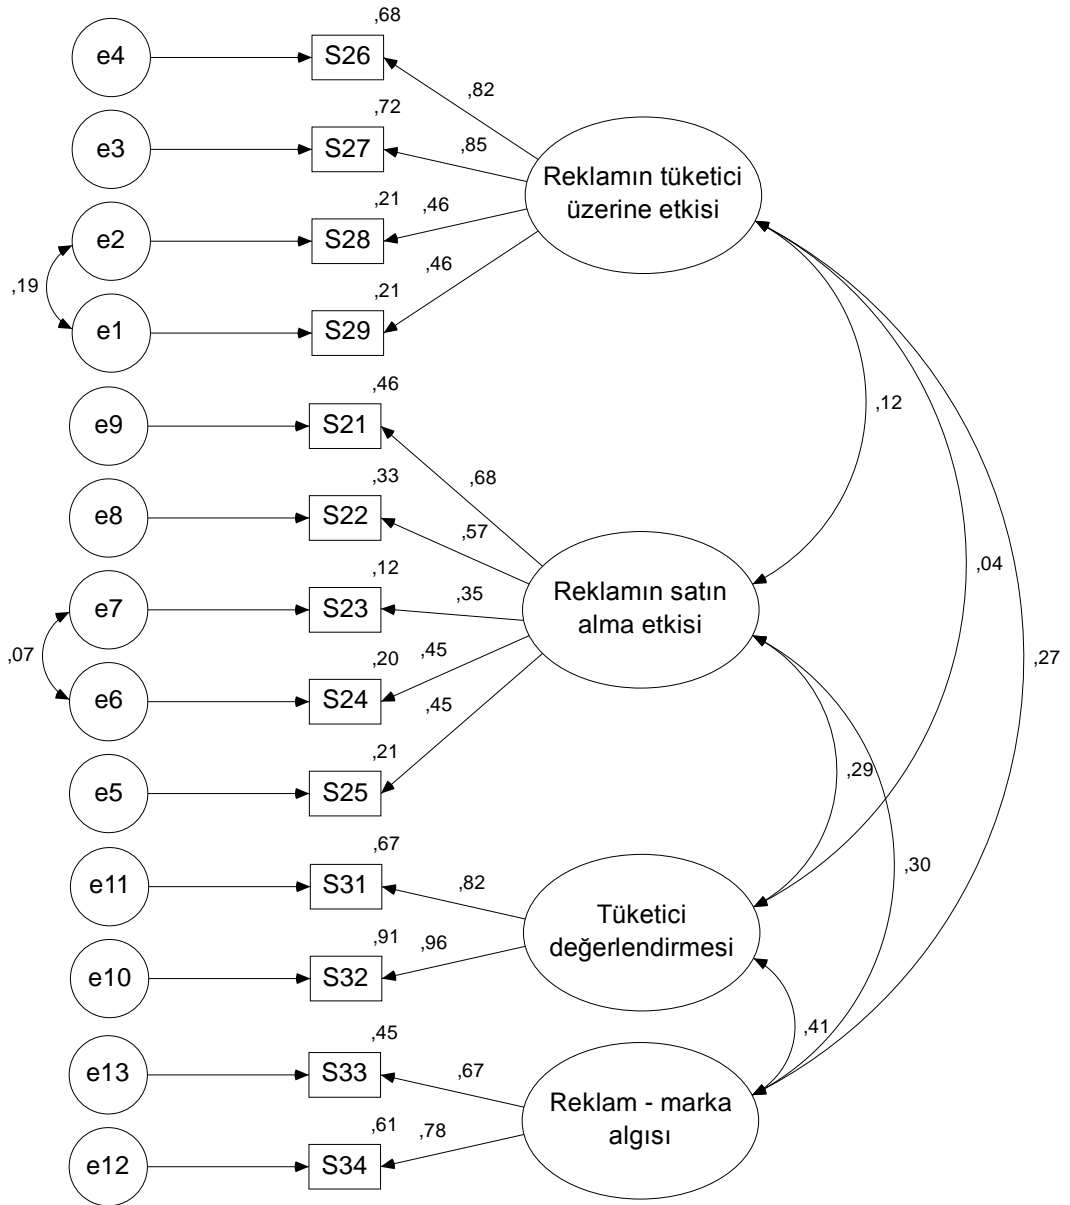 ,68
e4
S26
,82
,72
e3
S27
,85
Reklamın tüketici
üzerine etkisi
,21
,46
e2
S28
,46
,19
,21
e1
S29
,12
,46
e9
S21
,68
,33
e8
S22
,57
,04
,12
e7
S23
,35
Reklamın satın
alma etkisi
,07
,20
,45
e6
S24
,45
,27
,21
e5
S25
,29
,67
e11
S31
,82
,30
Tüketici
değerlendirmesi
,91
,96
e10
S32
,41
,45
e13
S33
,67
Reklam - marka
algısı
,61
,78
e12
S34